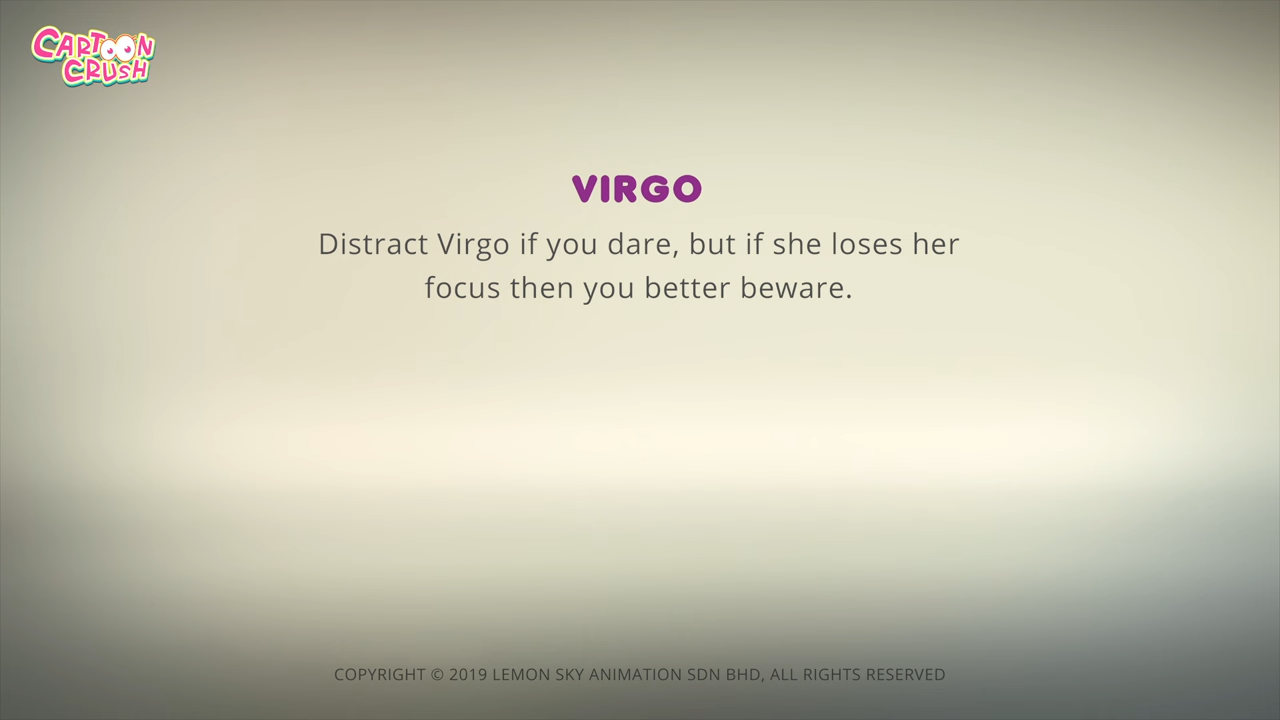 CARTOON
CRUSH
VIRGO
Distract Virgo if you dare, but if she loses her
focus then you better beware.
COPYRIGHT © 2019 LEMON SKY ANIMATION SDN BHD, ALL RIGHTS RESERVED